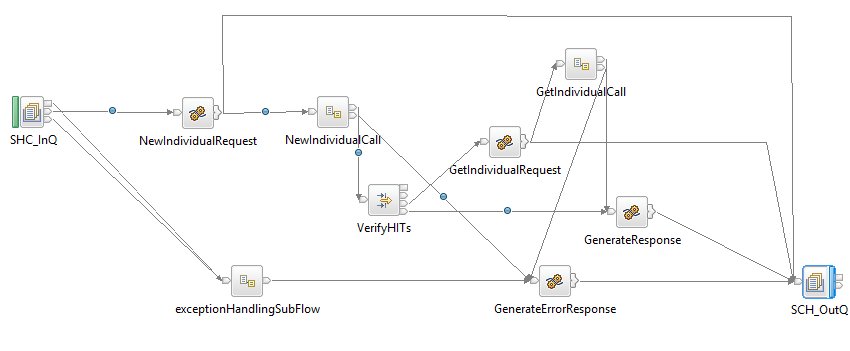 GetIndividualCall
SHC_InQ
NewIndividualRequest
NewIndividualCall
GetIndividualRequest
VerifyHITs
GenerateResponse
exceptionHandlingSubFlow
GenerateErrorResponse
SCH_OutQ